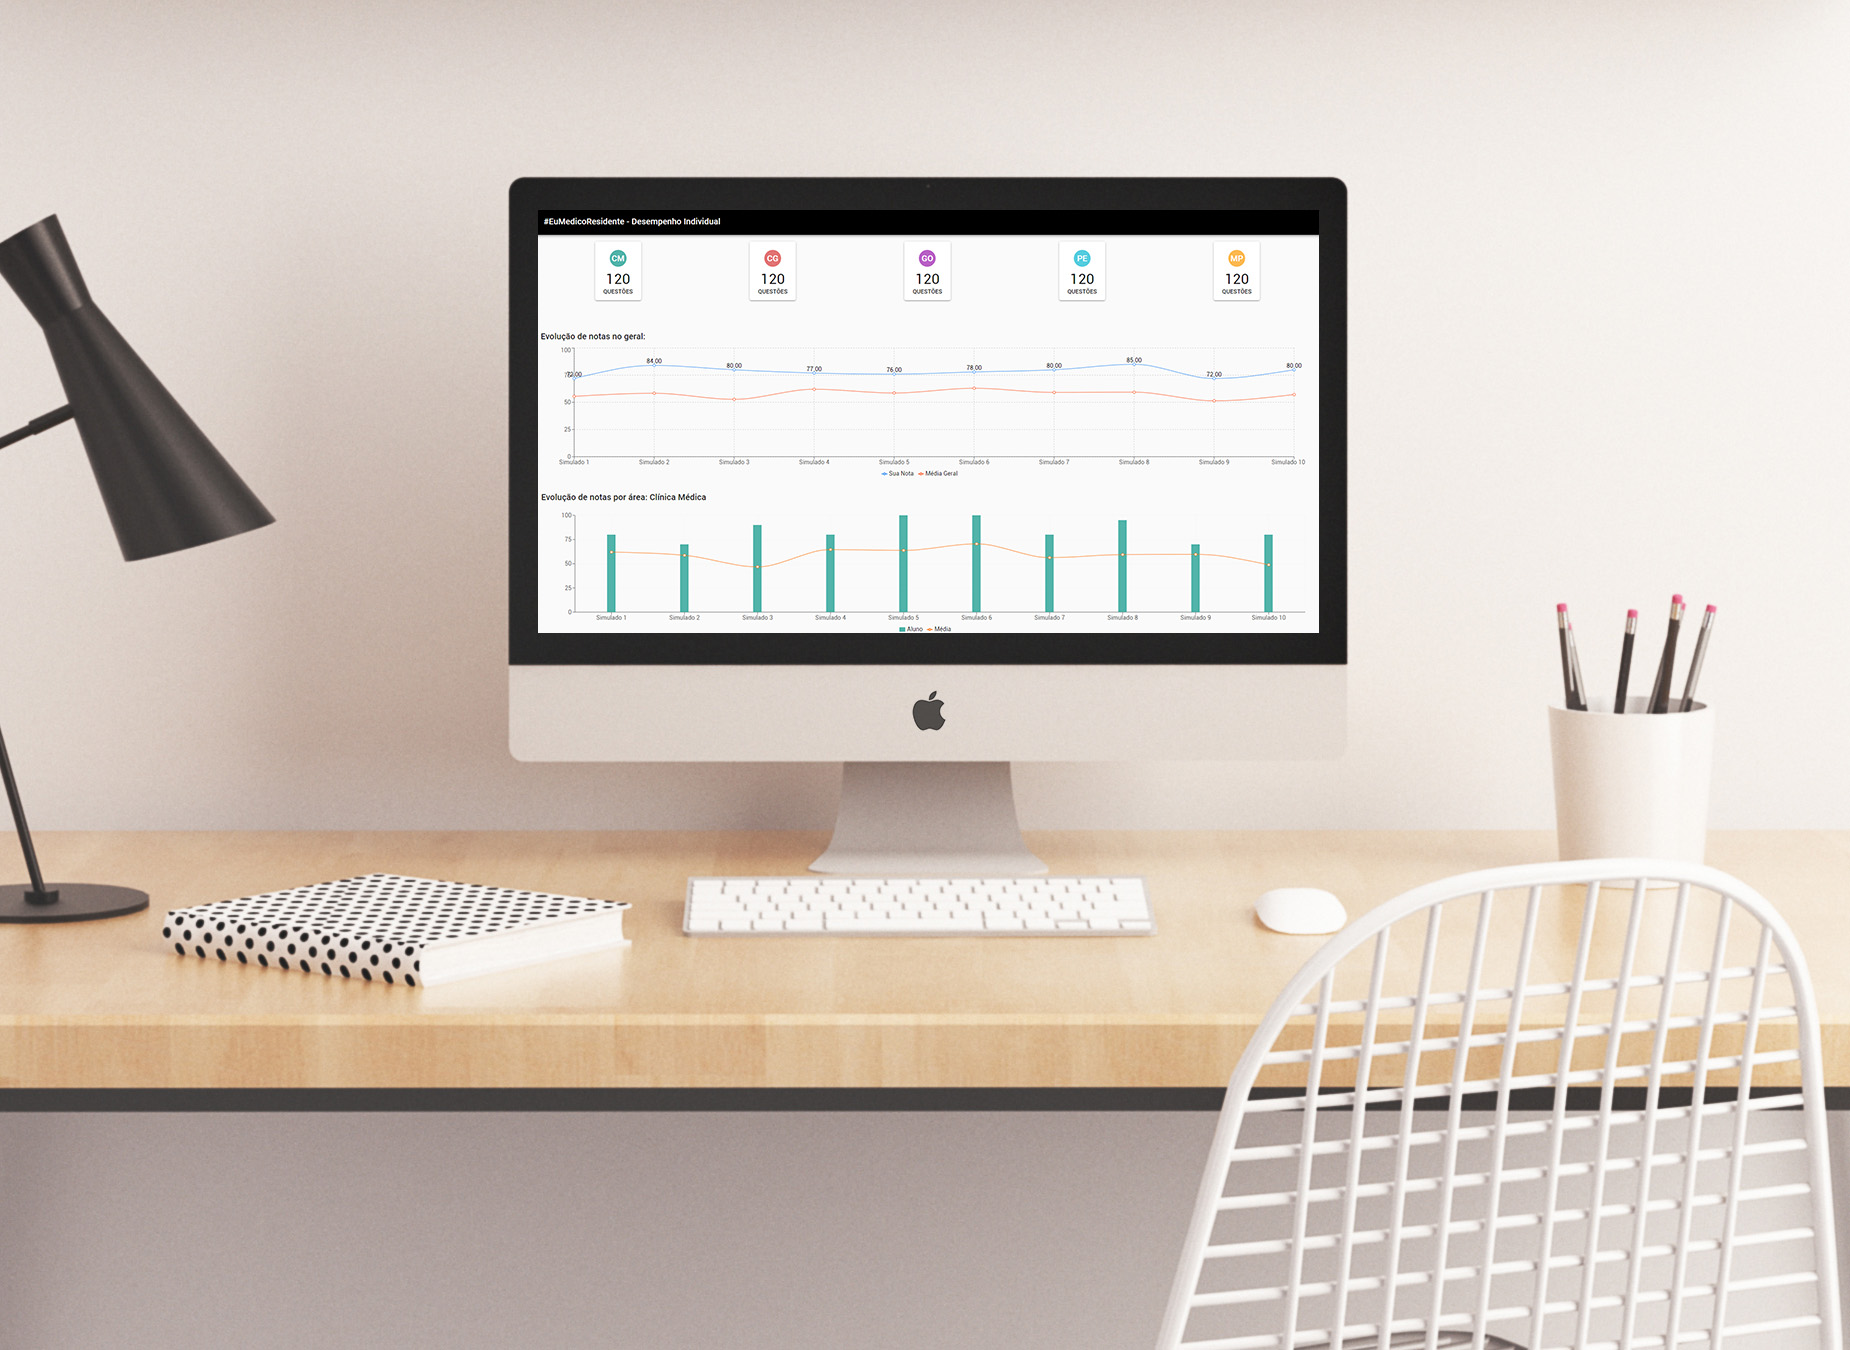 #EuMedicoResidente - Desempenho Individual
CM CG GO PE MP
120 120 120 120 120
QUESTÕES QUESTÕES QUESTÕES QUESTÕES QUESTÕES
Evolução de notas no geral:
100
84,00 80,00 77,00 76,00 78,00 80,00 85,00 72,00 80,00
72,00
50
25
0
Simulado 1 Simulado 2 Simulado 3 Simulado 4 Simulado 5 Simulado 6 Simulado 7 Simulado 8 Simulado 9 Simulado 10
Sua Nota Média Geral
Evolução de notas por área: Clínica Médica
100
75
50
25
0
Simulado 1 Simulado 2 Simulado 3 Simulado 4 Simulado 5 Simulado 6 Simulado 7 Simulado 8 Simulado 9 Simulado 10
Aluno Média